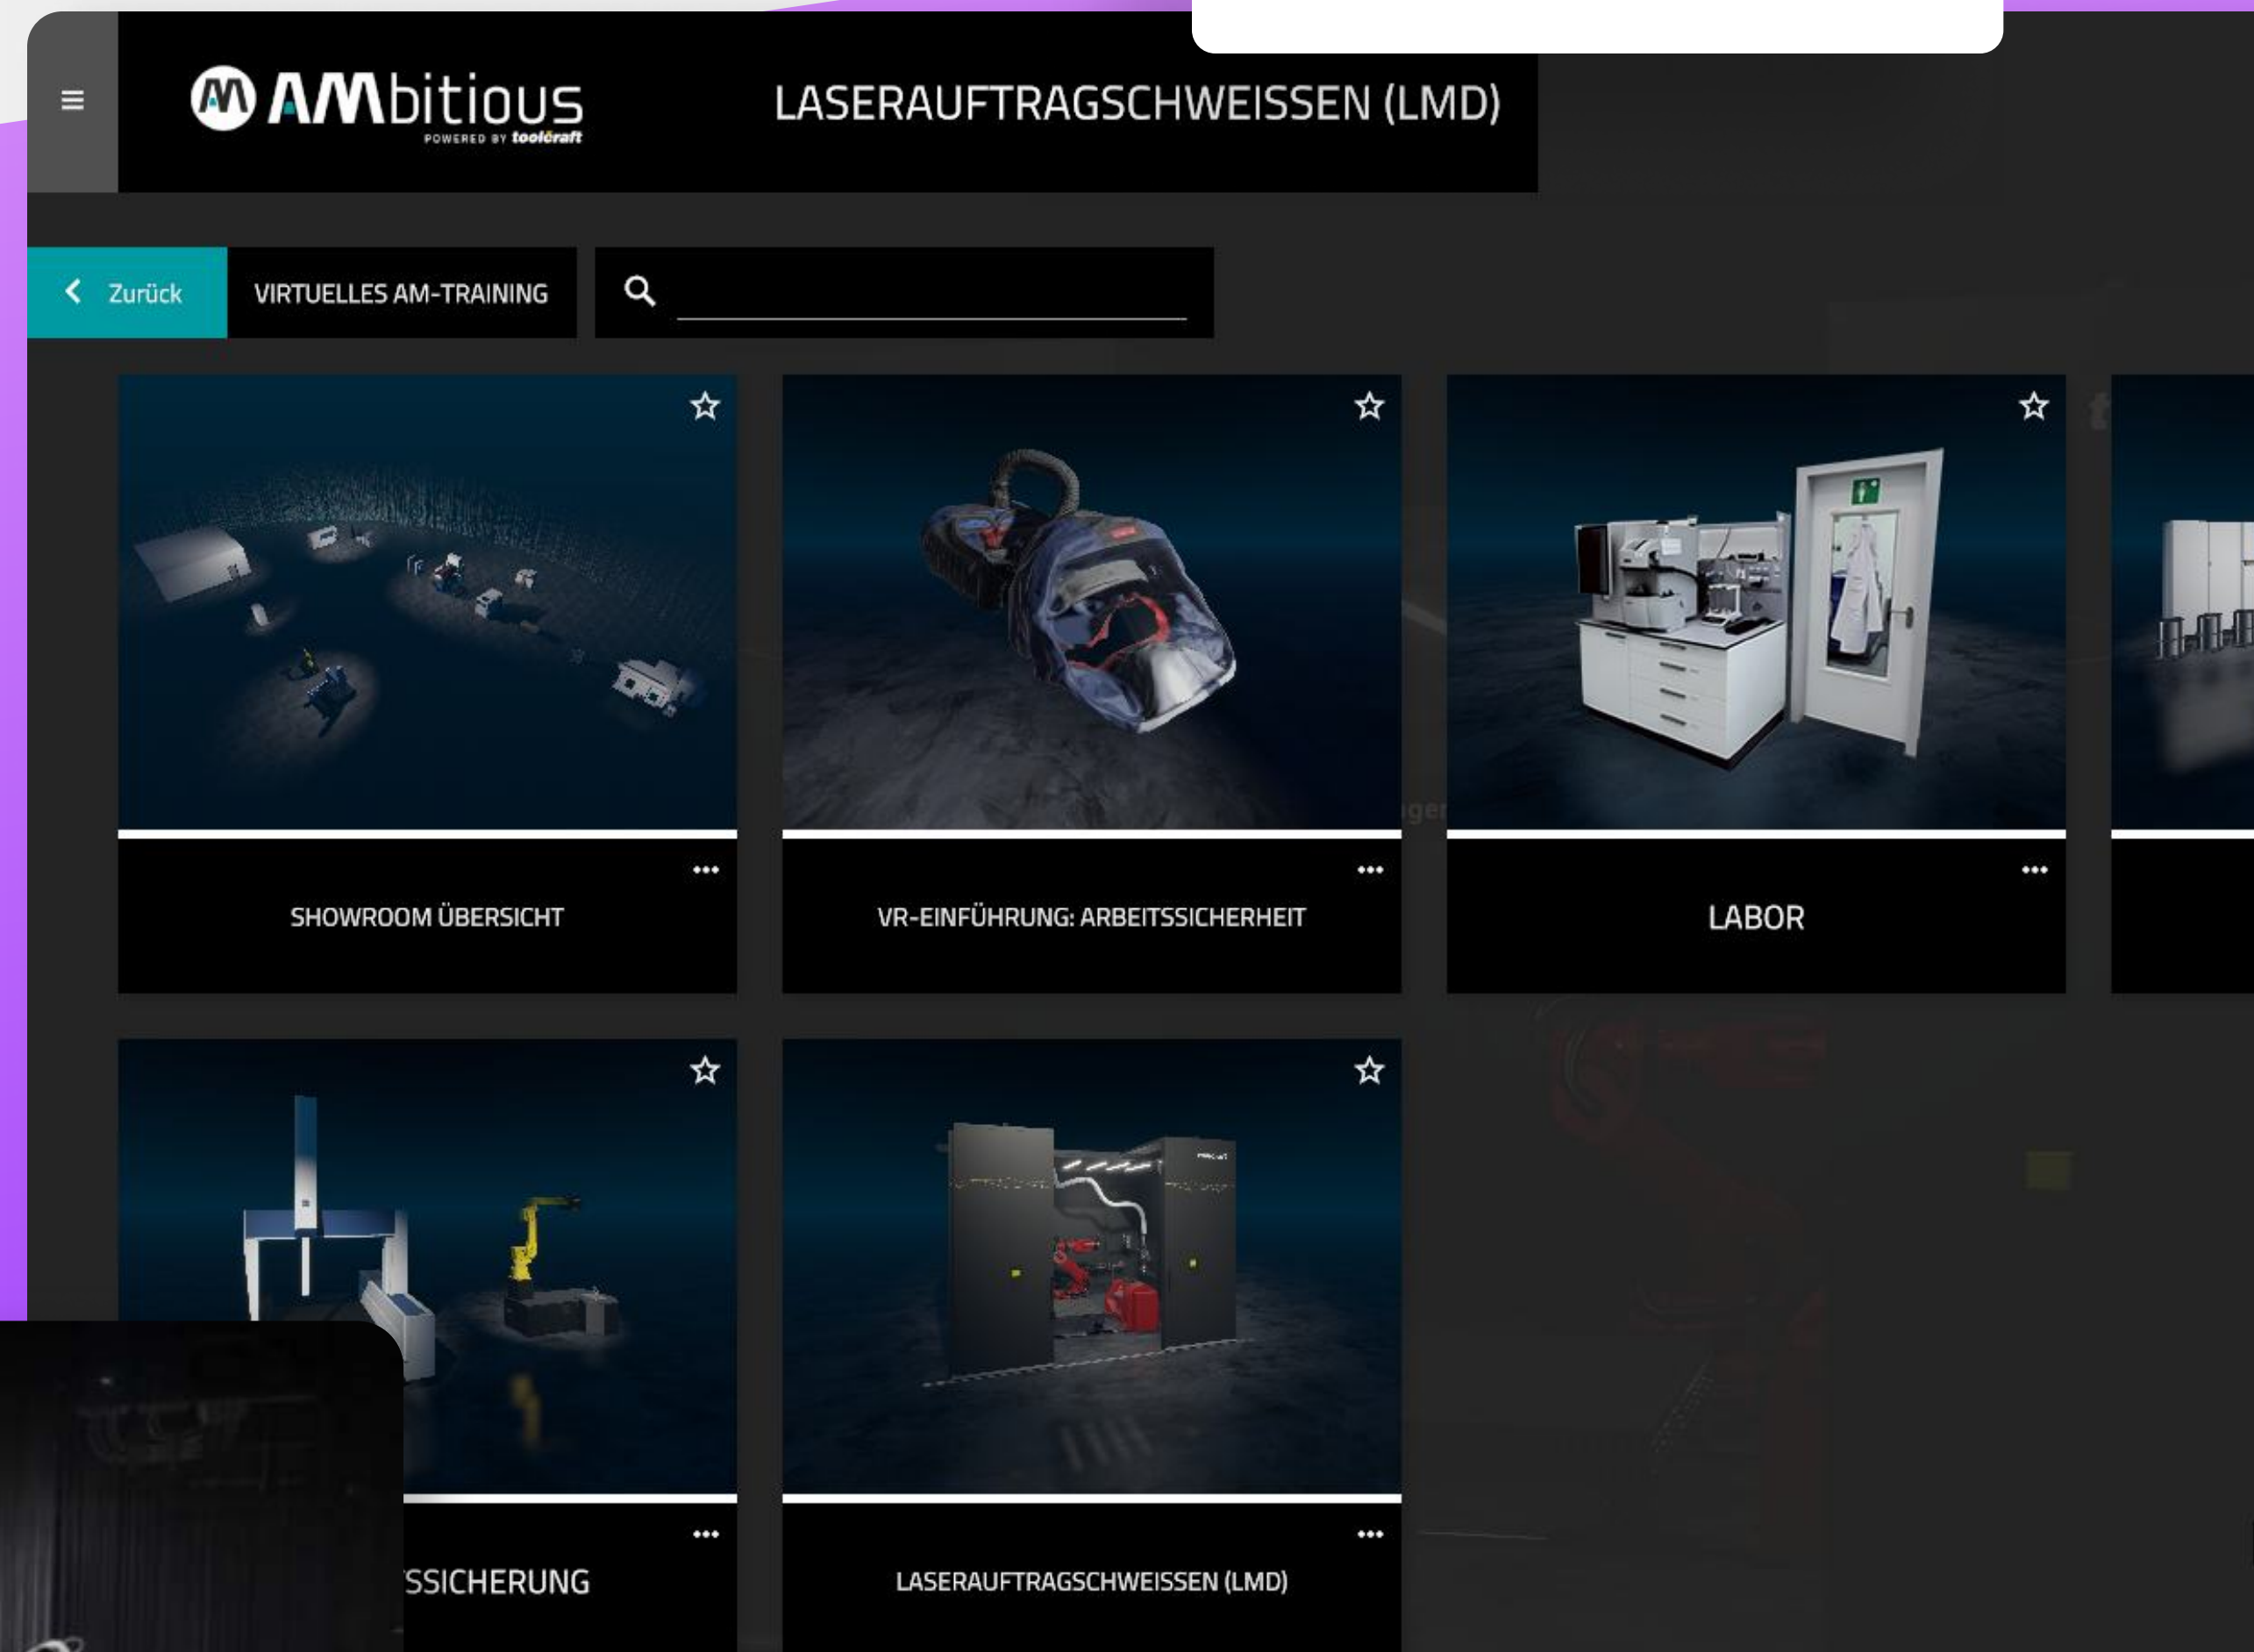 AMbitious
POWERED BY toolcraft
LASERAUFTRAGSCHWEISSEN (LMD)
Zurück
VIRTUELLES AM-TRAINING
SHOWROOM ÜBERSICHT
VR-EINFÜHRUNG: ARBEITSSICHERHEIT
LABOR
SSICHERUNG
LASERAUFTRAGSCHWEISSEN (LMD)